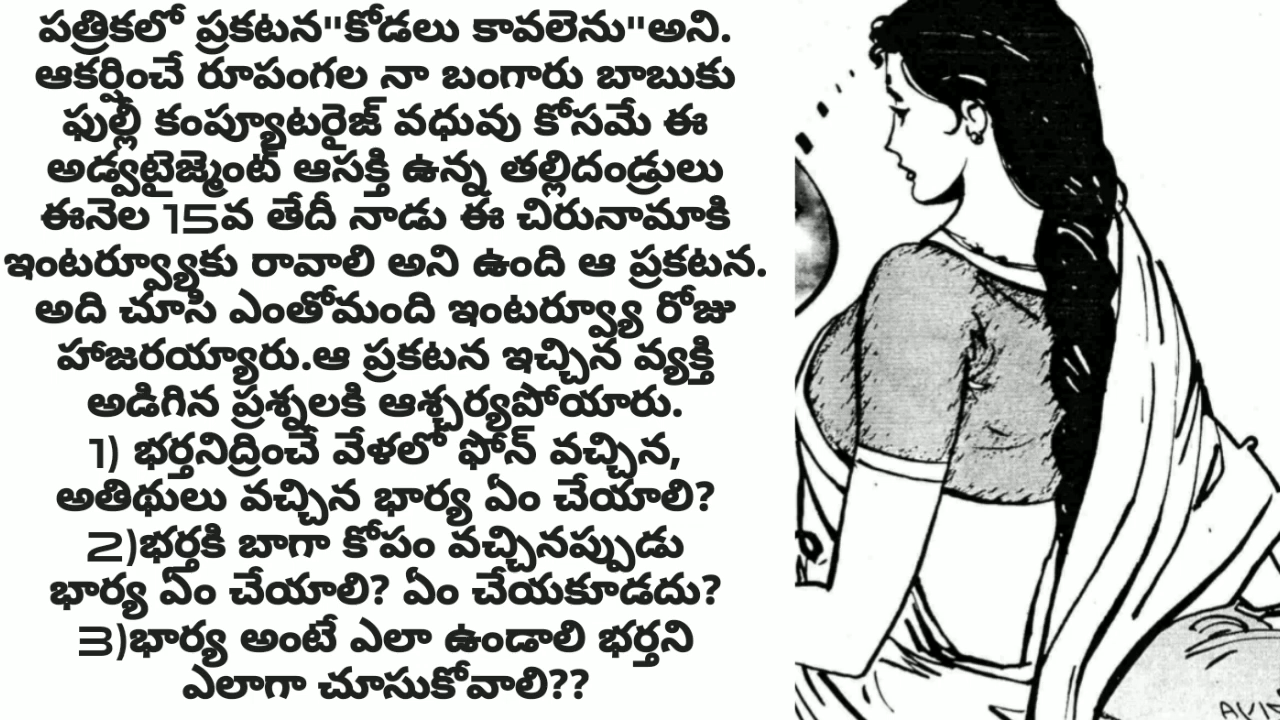 పత్రికలో ప్రకటన"కోడలు కావలెను"అని.
ఆకర్షించే రూపంగల నా బంగారు బాబుకు
ఫుల్లీ కంప్యూటరైజ్ వధువు కోసమే ఈ
అడ్వటైజ్మెంట్ ఆసక్తి ఉన్న తల్లిదండ్రులు
ఈనెల 15వ తేదీ నాడు ఈ చిరునామాకి
ఇంటర్వ్యూకు రావాలి అని ఉంది ఆ ప్రకటన.
అది చూసి ఎంతోమంది ఇంటర్వ్యూ రోజు
హాజరయ్యారు.ఆ ప్రకటన ఇచ్చిన వ్యక్తి
అడిగిన ప్రశ్నలకి ఆశ్చర్యపోయారు.
1) భర్తనిద్రించే వేళలో ఫోన్ వచ్చిన,
అతిథులు వచ్చిన భార్య ఏం చేయాలి?
2)భర్తకి బాగా కోపం వచ్చినప్పుడు
భార్య ఏం చేయాలి? ఏం చేయకూడదు?
3)భార్య అంటే ఎలా ఉండాలి భర్తని
ఎలాగా చూసుకోవాలి??